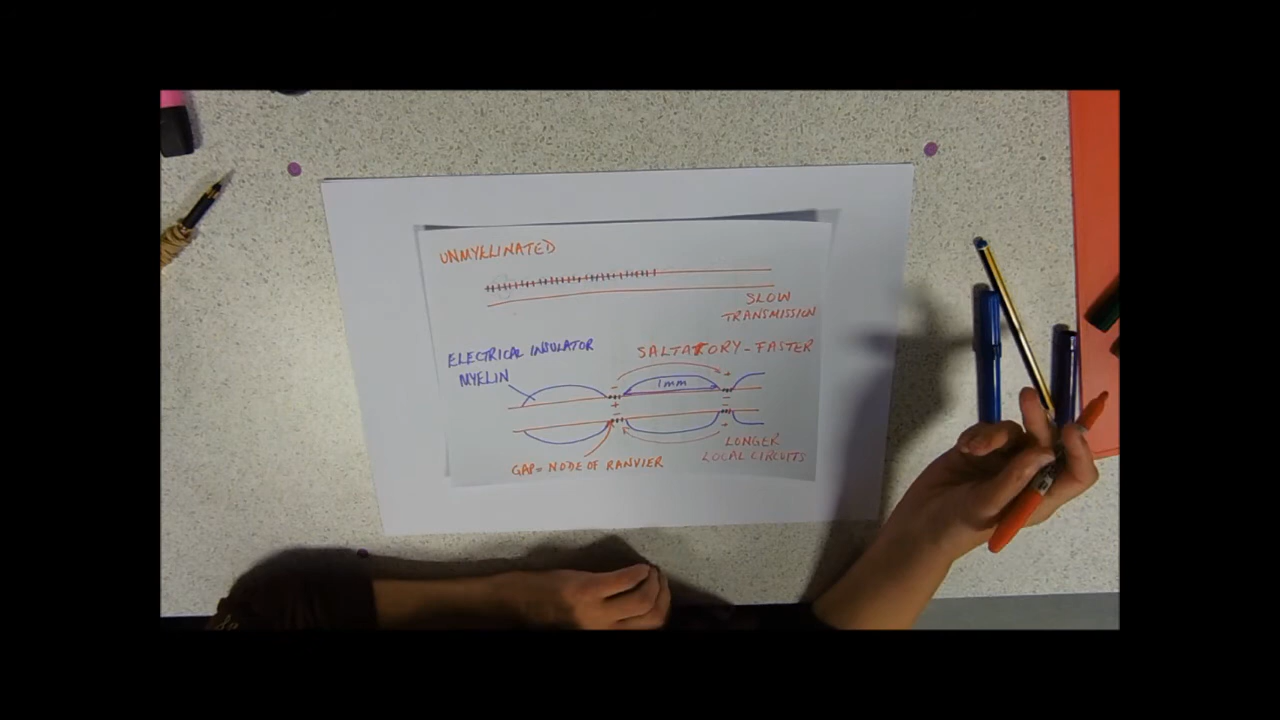 UNMYELINATED
SLOW
TRANSMISSION
ELECTRICAL INSULATOR
MYELIN
SALTATORY - FASTER
1mm
GAP = NODE OF RANVIER
LONGER
LOCAL CIRCUITS